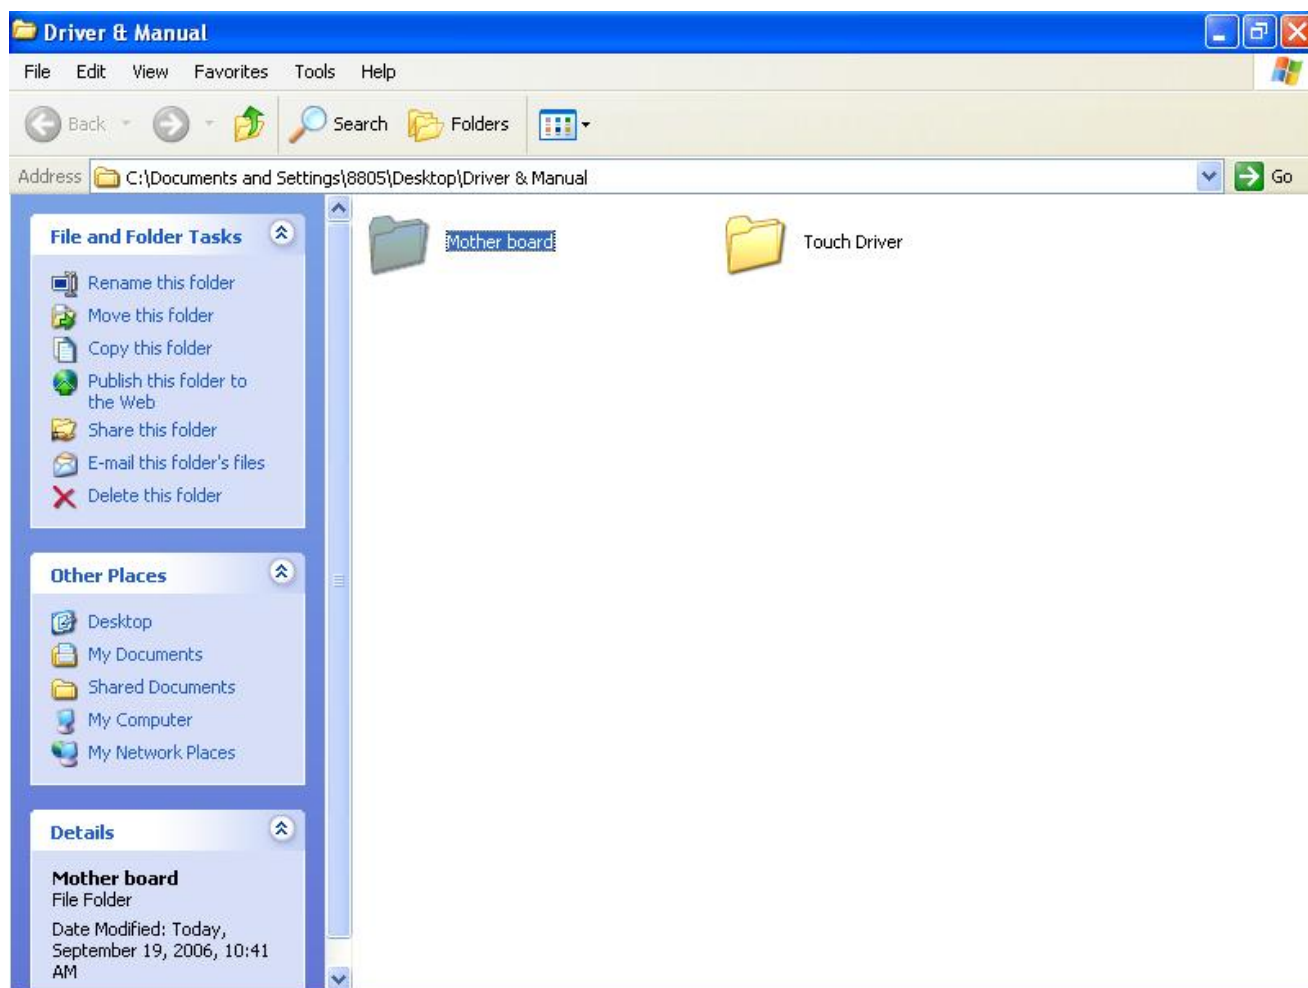 Driver & Manual
File Edit View Favorites Tools Help
Back Search Folders
Address C:\Documents and Settings\8805\Desktop\Driver & Manual Go
File and Folder Tasks
Rename this folder
Move this folder
Copy this folder
Publish this folder to
the Web
Share this folder
E-mail this folder's files
Delete this folder
Other Places
Desktop
My Documents
Shared Documents
My Computer
My Network Places
Details
Mother board
File Folder
Date Modified: Today,
September 19, 2006, 10:41
AM
Mother board Touch Driver